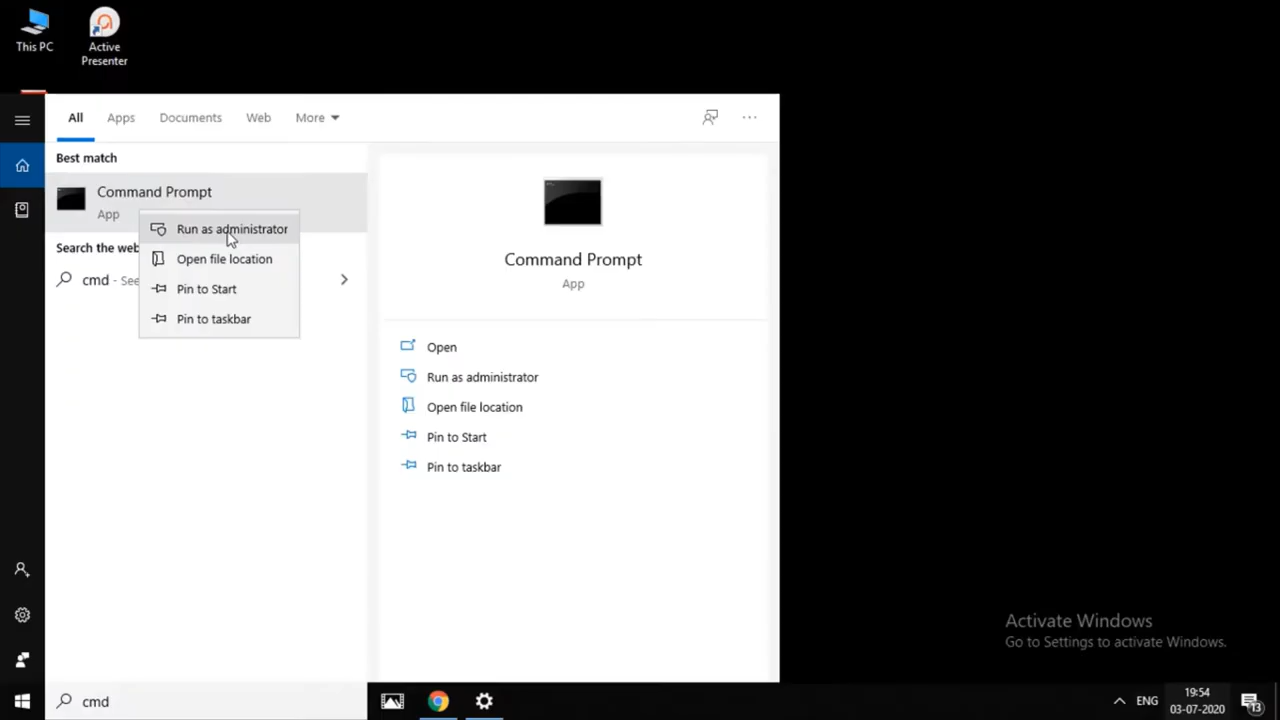 This PC
Active
Presenter
All
Apps
Documents
Web
More
Best match
Command Prompt
App
Run as administrator
Open file location
Pin to Start
Pin to taskbar
Search the web
cmd - See
Command Prompt
App
Open
Run as administrator
Open file location
Pin to Start
Pin to taskbar
Activate Windows
Go to Settings to activate Windows.
cmd
ENG
19:54
03-07-2020
13